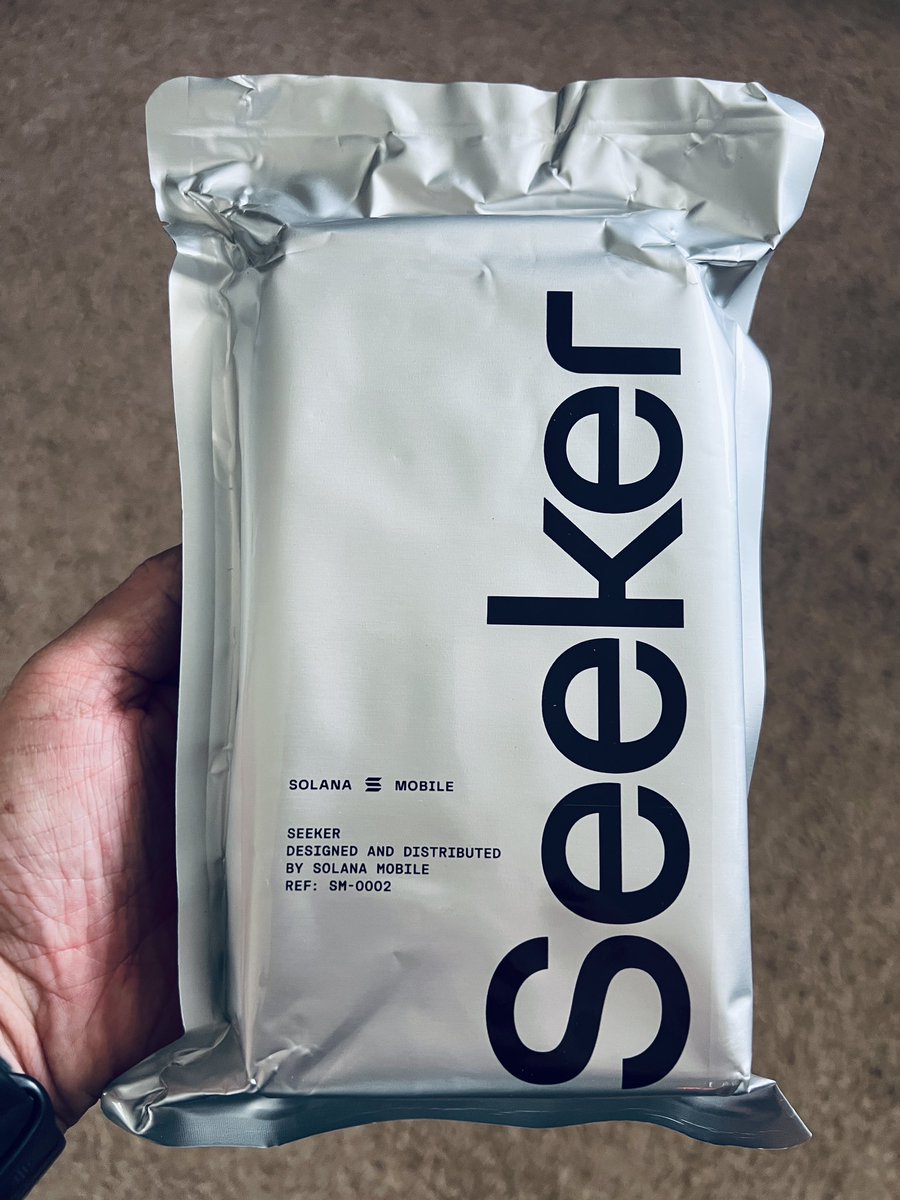 Seeker
SOLANA MOBILE
SEEKER
DESIGNED AND DISTRIBUTED
BY SOLANA MOBILE
REF: SM-0002